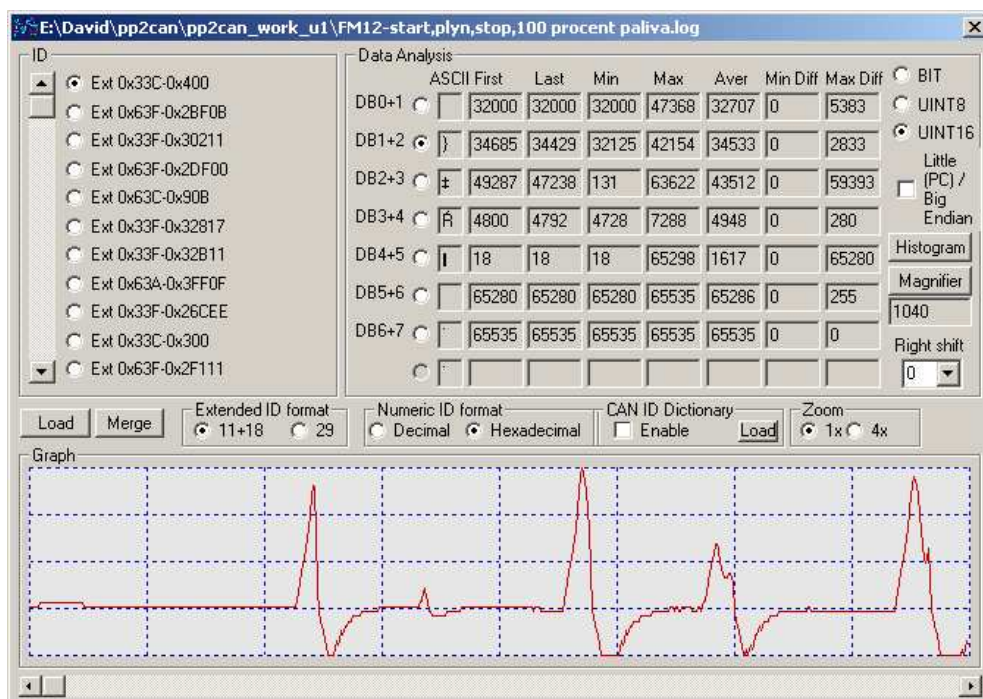 E:\David\pp2can\pp2can_work_u1\FM12-start,plyn,stop,100 procent paliva.log
ID
Ext 0x33C-0x400
Ext 0x63F-0x2BF0B
Ext 0x33F-0x30211
Ext 0x63F-0x2DF00
Ext 0x63C-0x90B
Ext 0x33F-0x32817
Ext 0x33F-0x32B11
Ext 0x63A-0x3FF0F
Ext 0x33F-0x26CEE
Ext 0x33C-0x300
Ext 0x63F-0x2F111
Data Analysis
ASCII First Last Min Max Aver Min Diff Max Diff
DB0+1 32000 32000 32000 47368 32707 0 5383
DB1+2 } 34685 34429 32125 42154 34533 0 2833
DB2+3 ‡ 49287 47238 131 63622 43512 0 59393
DB3+4 Ŕ 4800 4792 4728 7288 4948 0 280
DB4+5 18 18 18 65298 1617 0 65280
DB5+6 65280 65280 65280 65535 65286 0 255
DB6+7 ˙ 65535 65535 65535 65535 65535 0 0
˙
BIT
UINT8
UINT16
Little
(PC) /
Big
Endian
Histogram
Magnifier
1040
Right shift
0
Load Merge
Extended ID format
11+18 29
Numeric ID format
Decimal Hexadecimal
CAN ID Dictionary
Enable Load
Zoom
1x 4x
Graph